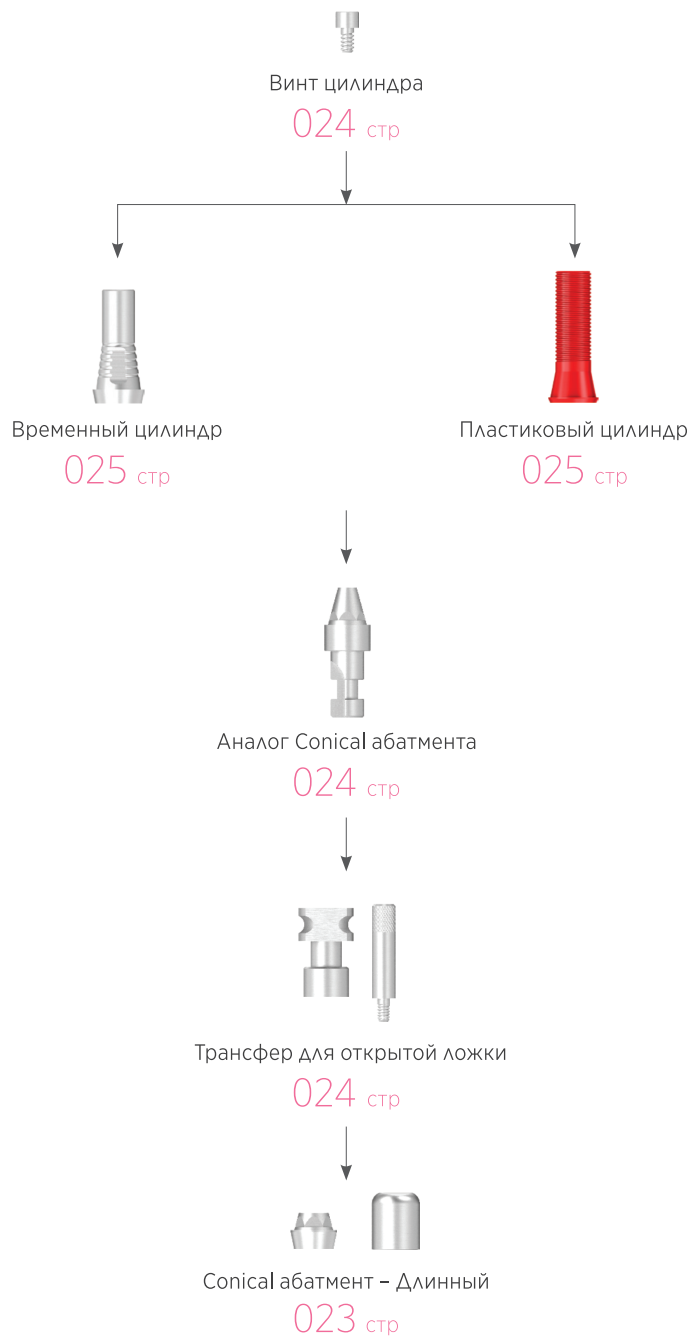 Винт цилиндра
024 стр
Временный цилиндр
025 стр
Пластиковый цилиндр
025 стр
Аналог Conical абатмента
024 стр
Трансфер для открытой ложки
024 стр
Conical абатмент – Длинный
023 стр